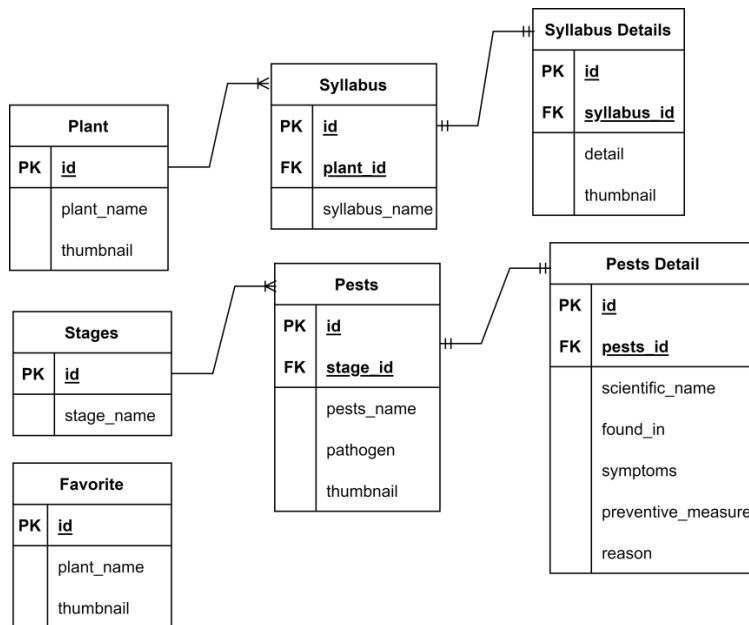 Plant
PK id
plant_name
thumbnail
Syllabus
PK id
FK plant_id
syllabus_name
Syllabus Details
PK id
FK syllabus_id
detail
thumbnail
Stages
PK id
stage_name
Pests
PK id
FK stage_id
pests_name
pathogen
thumbnail
Pests Detail
PK id
FK pests_id
scientific_name
found_in
symptoms
preventive_measure
reason
Favorite
PK id
plant_name
thumbnail